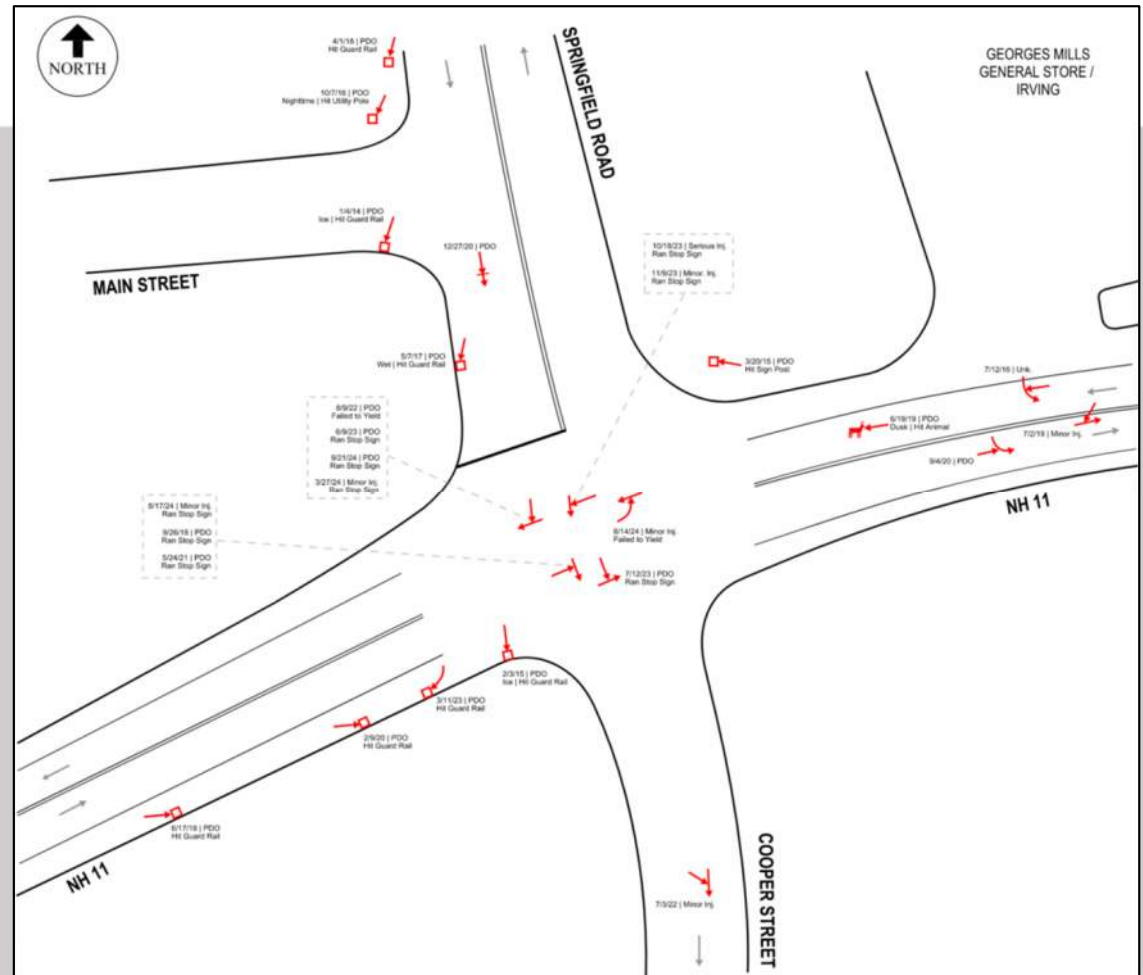 NORTH
4/1/16 | PDO
Hit Guard Rail
10/7/16 | PDO
Nighttime | Hit Utility Pole
SPRINGFIELD ROAD
GEORGES MILLS
GENERAL STORE /
IRVING
1/4/14 | PDO
Ice | Hit Guard Rail
12/27/20 | PDO
10/18/23 | Serious Inj.
Ran Stop Sign
11/9/23 | Minor. Inj.
Ran Stop Sign
MAIN STREET
5/7/17 | PDO
Wet | Hit Guard Rail
3/20/15 | PDO
Hit Sign Post
7/12/16 | Unk.
8/9/22 | PDO
Failed to Yield
6/9/23 | PDO
Ran Stop Sign
9/21/24 | PDO
Ran Stop Sign
3/27/24 | Minor Inj.
Ran Stop Sign
6/19/19 | PDO
Dusk | Hit Animal
7/2/19 | Minor Inj.
9/4/20 | PDO
NH 11
8/17/24 | Minor Inj.
Ran Stop Sign
9/26/18 | PDO
Ran Stop Sign
5/24/21 | PDO
Ran Stop Sign
8/14/24 | Minor Inj.
Failed to Yield
7/12/23 | PDO
Ran Stop Sign
2/3/15 | PDO
Ice | Hit Guard Rail
3/11/23 | PDO
Hit Guard Rail
2/9/20 | PDO
Hit Guard Rail
6/17/18 | PDO
Hit Guard Rail
NH 11
7/3/22 | Minor Inj.
COOPER STREET